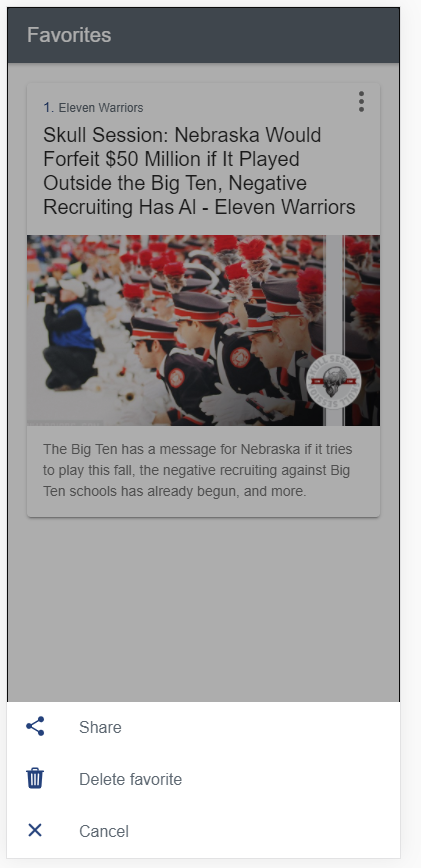 Favorites
1. Eleven Warriors
Skull Session: Nebraska Would
Forfeit $50 Million if It Played
Outside the Big Ten, Negative
Recruiting Has Al - Eleven Warriors
SKULL SESSION
The Big Ten has a message for Nebraska if it tries
to play this fall, the negative recruiting against Big
Ten schools has already begun, and more.
Share
Delete favorite
Cancel